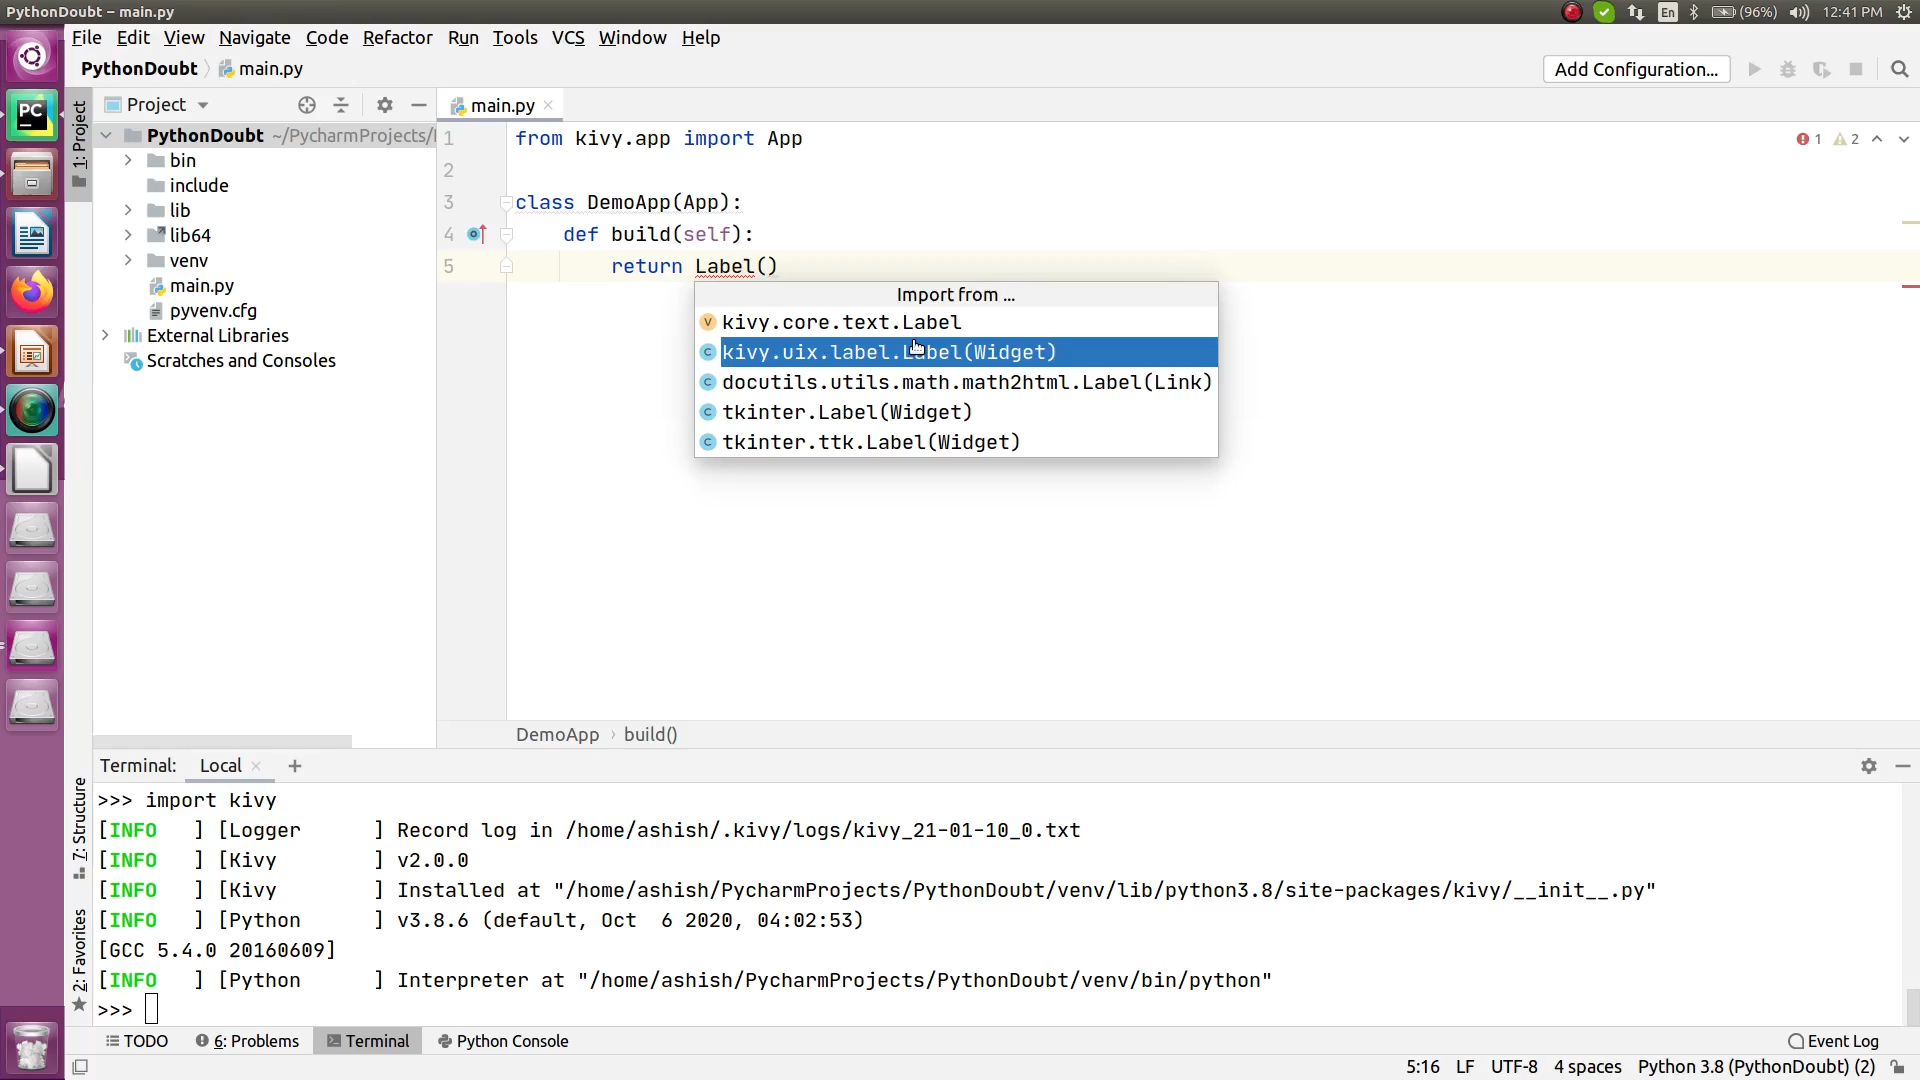 PythonDoubt – main.py
En
(96%)
12:41 PM
File Edit View Navigate Code Refactor Run Tools VCS Window Help
PythonDoubt main.py
Add Configuration...
PC
1: Project
Project
main.py
PythonDoubt ~/PycharmProjects/
bin
include
lib
lib64
venv
main.py
pyvenv.cfg
External Libraries
Scratches and Consoles
1 from kivy.app import App
1 2
2
3 class DemoApp(App):
4 def build(self):
5 return Label()
Import from ...
V kivy.core.text.Label
C kivy.uix.label.Label(Widget)
C docutils.utils.math.math2html.Label(Link)
C tkinter.Label(Widget)
C tkinter.ttk.Label(Widget)
DemoApp › build()
7: Structure
2: Favorites
Terminal: Local +
>>> import kivy
[INFO   ] [Logger      ] Record log in /home/ashish/.kivy/logs/kivy_21-01-10_0.txt
[INFO   ] [Kivy        ] v2.0.0
[INFO   ] [Kivy        ] Installed at "/home/ashish/PycharmProjects/PythonDoubt/venv/lib/python3.8/site-packages/kivy/__init__.py"
[INFO   ] [Python      ] v3.8.6 (default, Oct  6 2020, 04:02:53)
[GCC 5.4.0 20160609]
[INFO   ] [Python      ] Interpreter at "/home/ashish/PycharmProjects/PythonDoubt/venv/bin/python"
>>>
TODO 6: Problems Terminal Python Console
Event Log
5:16 LF UTF-8 4 spaces Python 3.8 (PythonDoubt) (2)